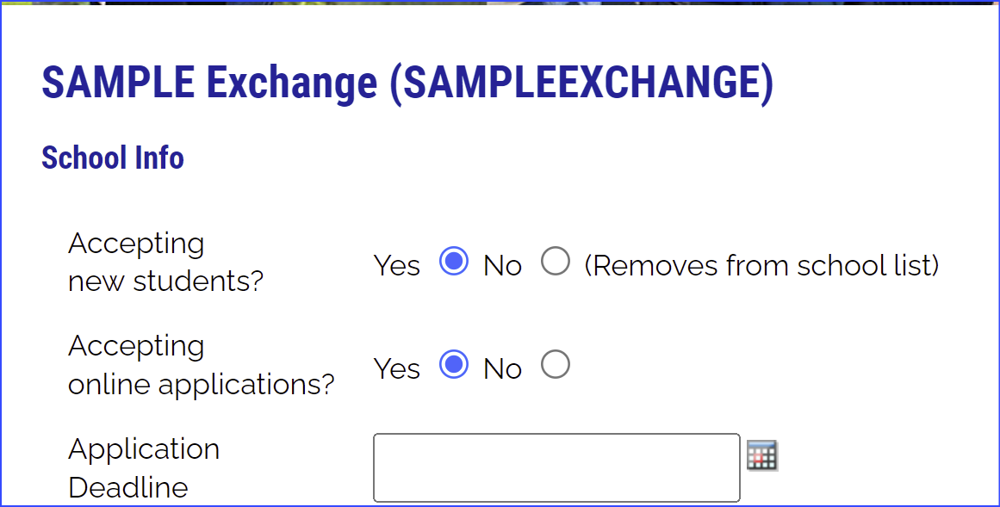 SAMPLE Exchange (SAMPLEEXCHANGE)
School Info
Accepting
new students?
Yes No (Removes from school list)
Accepting
online applications?
Yes No
Application
Deadline